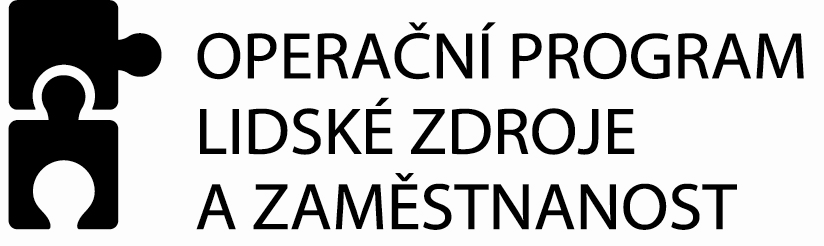 OPERAČNÍ PROGRAM
LIDSKÉ ZDROJE
A ZAMĚSTNANOST